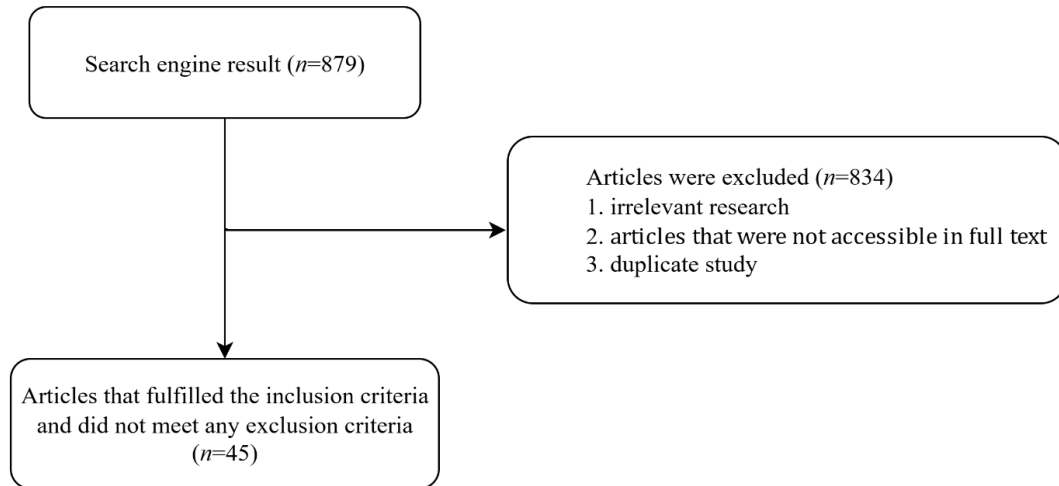 Search engine result (n=879)
Articles were excluded (n=834)
1. irrelevant research
2. articles that were not accessible in full text
3. duplicate study
Articles that fulfilled the inclusion criteria
and did not meet any exclusion criteria
(n=45)